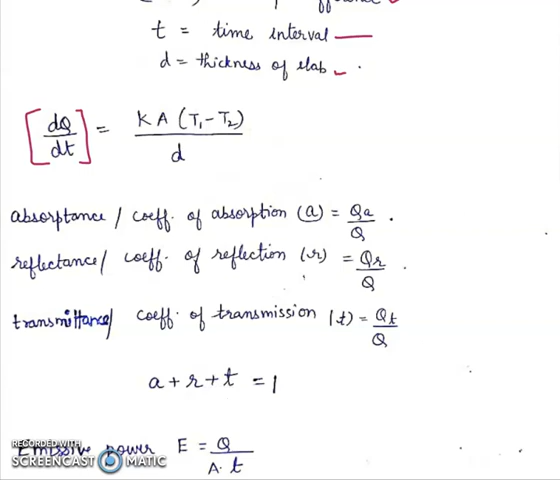 t = time interval
d = thickness of slab
[dQ/dt] = KA(T₁-T₂)/d
absorptance / coeff. of absorption (a) = Qa/Q.
reflectance / coeff. of reflection (r) = Qr/Q.
transmittance / coeff. of transmission (t) = Qt/Q
a + r + t = 1
Emissive power E = Q/A.t
RECORDED WITH
SCREENCAST MATIC